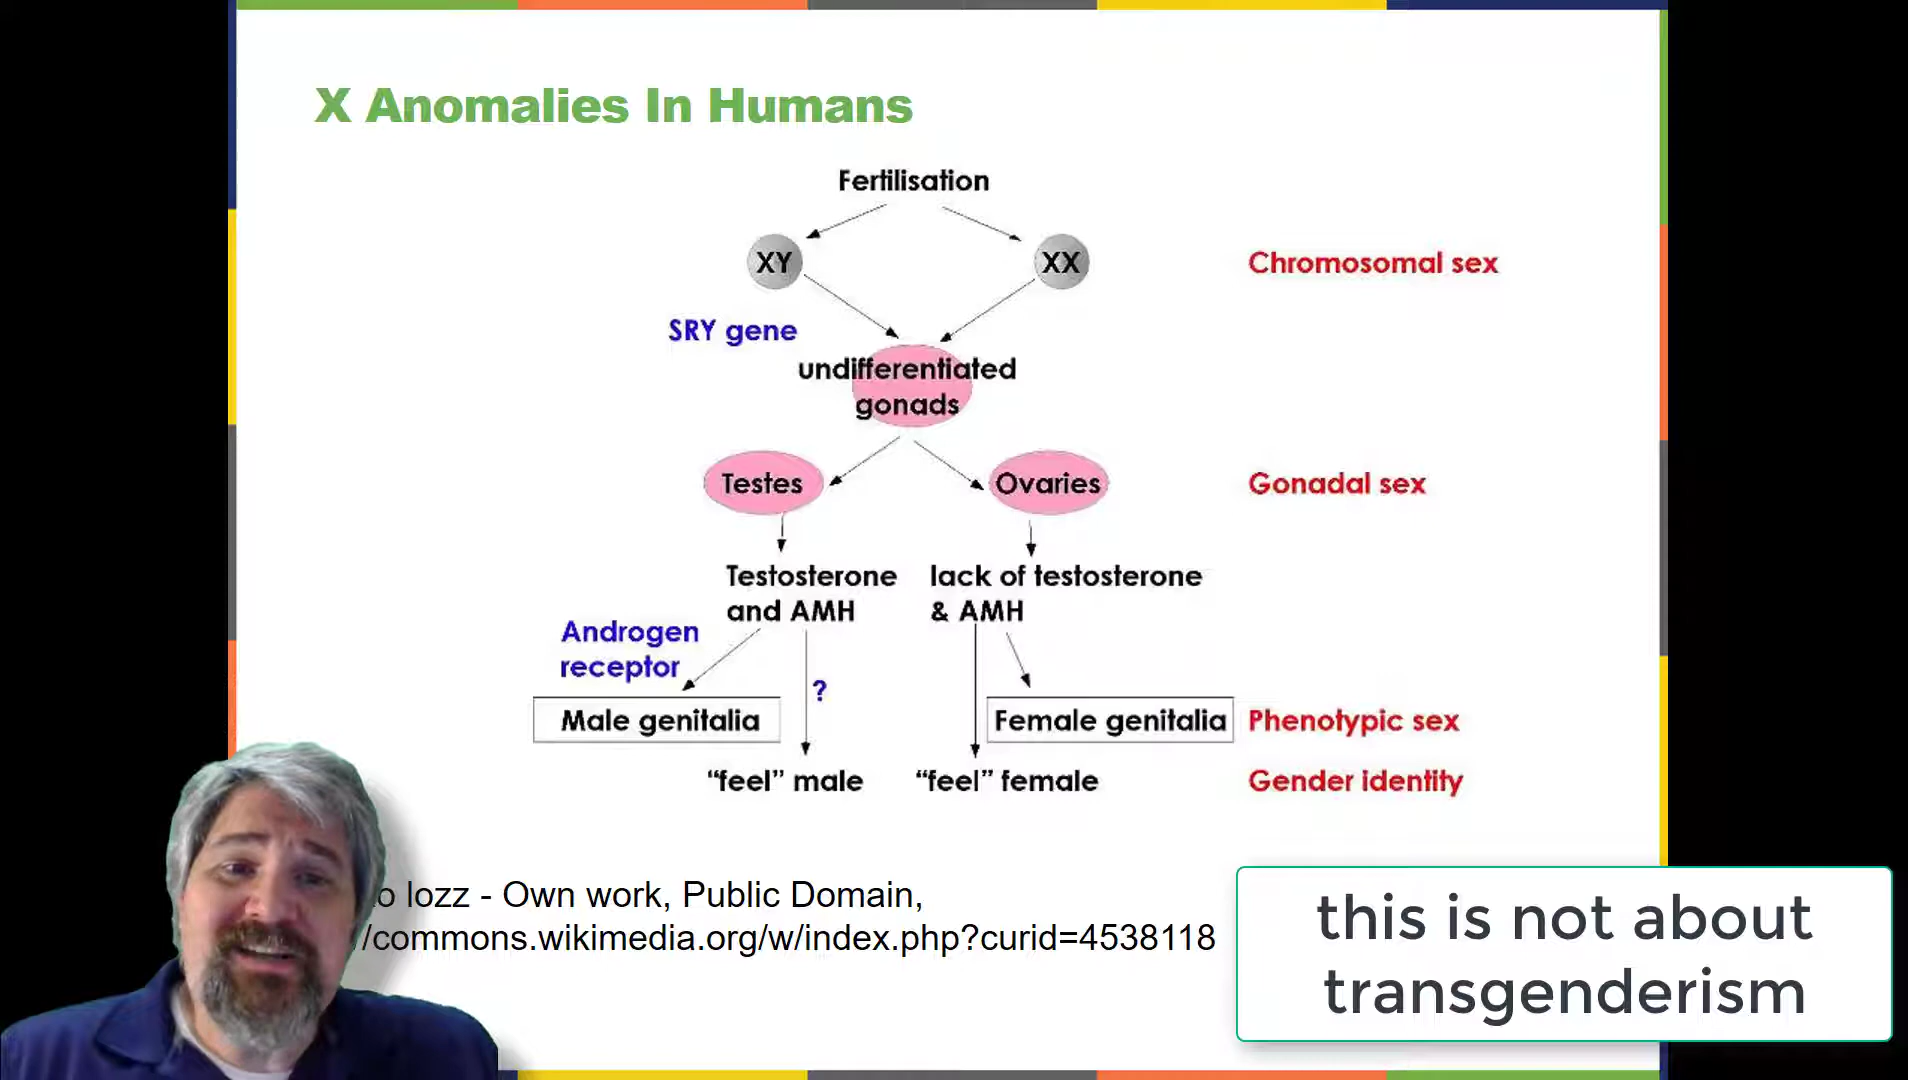 X Anomalies In Humans
Fertilisation
XY
XX
Chromosomal sex
SRY gene
undifferentiated
gonads
Testes
Ovaries
Gonadal sex
Testosterone
and AMH
lack of testosterone
& AMH
Androgen
receptor
?
Male genitalia
Female genitalia
Phenotypic sex
“feel” male
“feel” female
Gender identity
lozz - Own work, Public Domain,
/commons.wikimedia.org/w/index.php?curid=4538118
this is not about
transgenderism